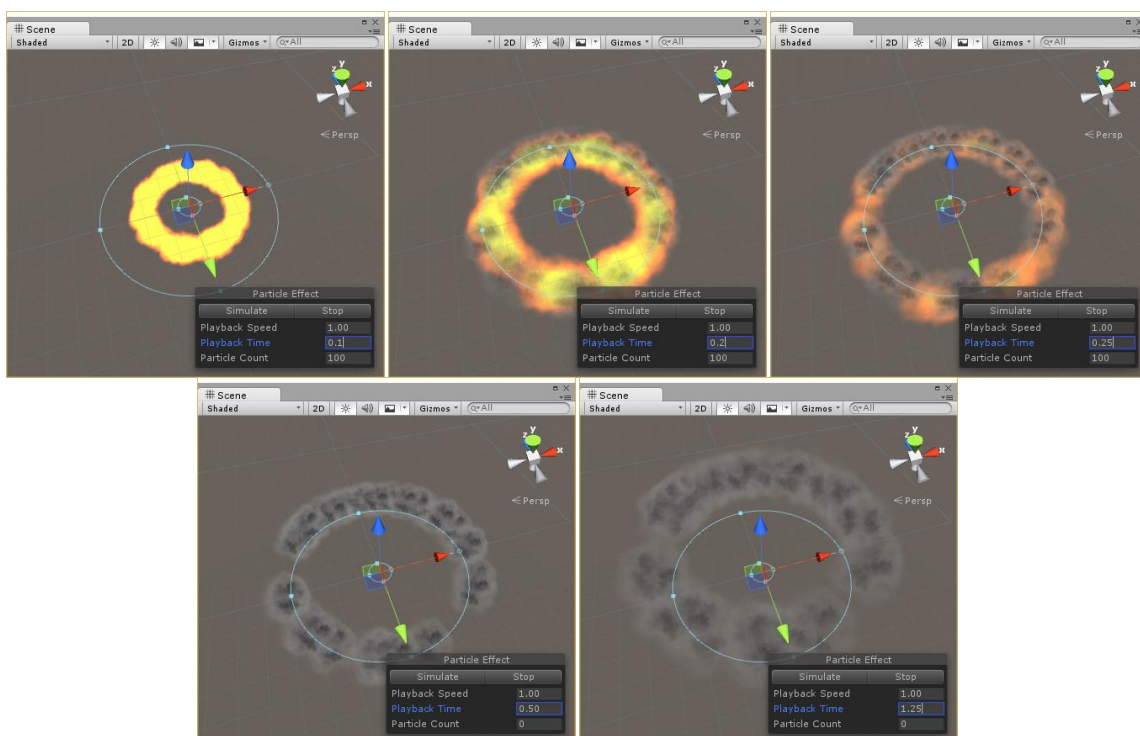 Scene
Shaded 2D Gizmos All
y
z x
Persp
Particle Effect
Simulate Stop
Playback Speed 1.00
Playback Time 0.1
Particle Count 100
Scene
Shaded 2D Gizmos All
y
z x
Persp
Particle Effect
Simulate Stop
Playback Speed 1.00
Playback Time 0.2
Particle Count 100
Scene
Shaded 2D Gizmos All
y
z x
Persp
Particle Effect
Simulate Stop
Playback Speed 1.00
Playback Time 0.25
Particle Count 100
Scene
Shaded 2D Gizmos All
y
z x
Persp
Particle Effect
Simulate Stop
Playback Speed 1.00
Playback Time 0.50
Particle Count 0
Scene
Shaded 2D Gizmos All
y
z x
Persp
Particle Effect
Simulate Stop
Playback Speed 1.00
Playback Time 1.25
Particle Count 0